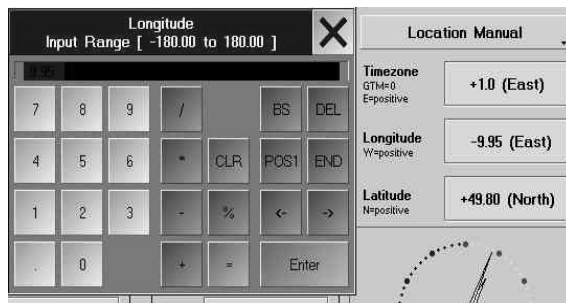 Longitude
Input Range [ -180.00 to 180.00 ]
9.95
7 8 9 / BS DEL
4 5 6 * CLR POS1 END
1 2 3 - % <- ->
. 0 + = Enter
Location Manual
Timezone
GTM=0
E=positive
+1.0 (East)
Longitude
W=positive
-9.95 (East)
Latitude
N=positive
+49.80 (North)